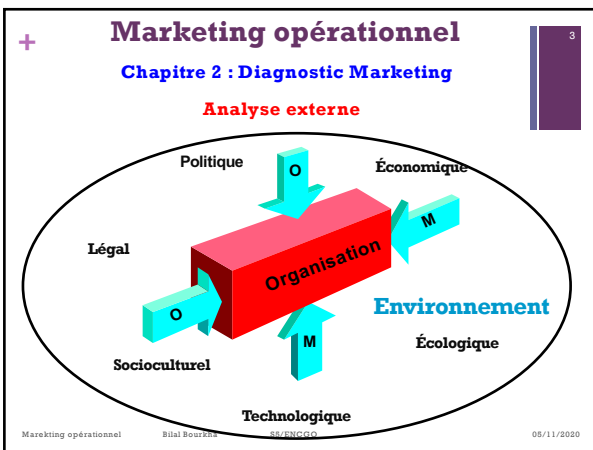 +
Marketing opérationnel
3
Chapitre 2 : Diagnostic Marketing
Analyse externe
Politique
O
Économique
M
Légal
Organisation
O
Environnement
M
Écologique
Socioculturel
Technologique
Marekting opérationnel Bilal Bourkha S5/ENCGO 05/11/2020